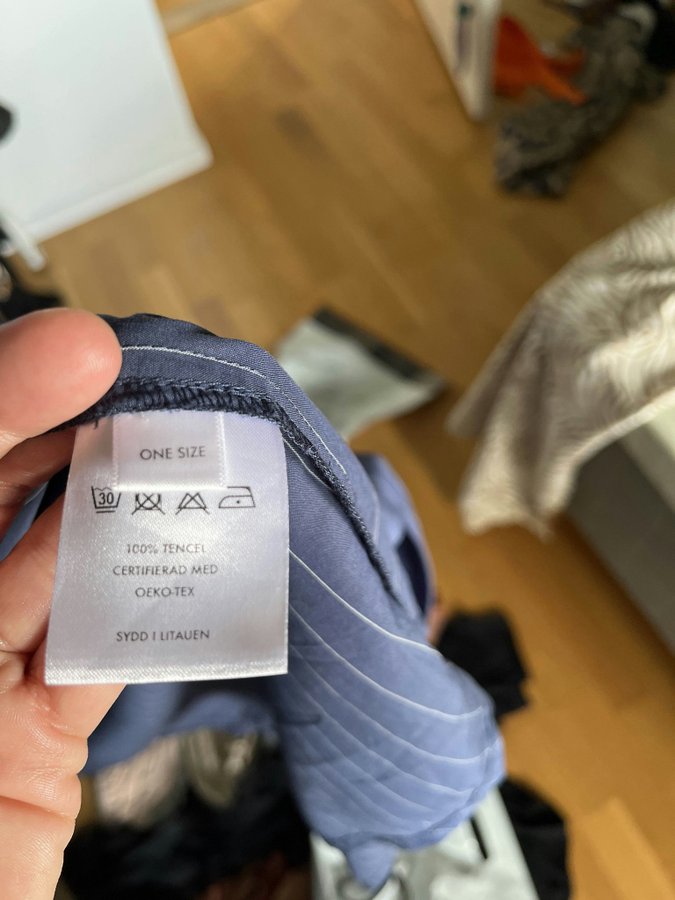 ONE SIZE
30
100% TENCEL
CERTIFIERAD MED
OEKO-TEX
SYDD I LITAUEN